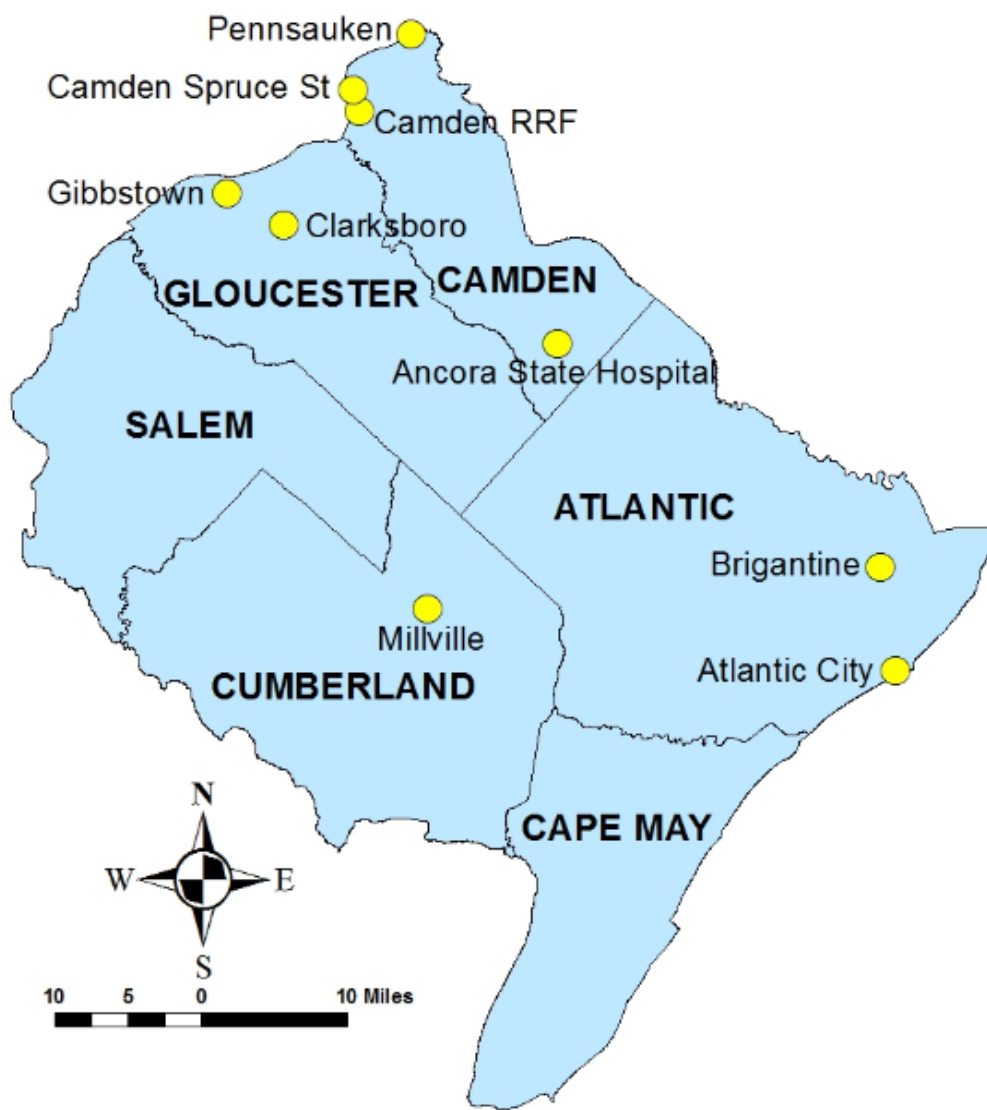 Pennsauken
Camden Spruce St
Camden RRF
Gibbstown
Clarksboro
CAMDEN
GLOUCESTER
Ancora State Hospital
SALEM
ATLANTIC
Brigantine
Millville
Atlantic City
CUMBERLAND
N
CAPE MAY
W E
S
10 5 0 10 Miles